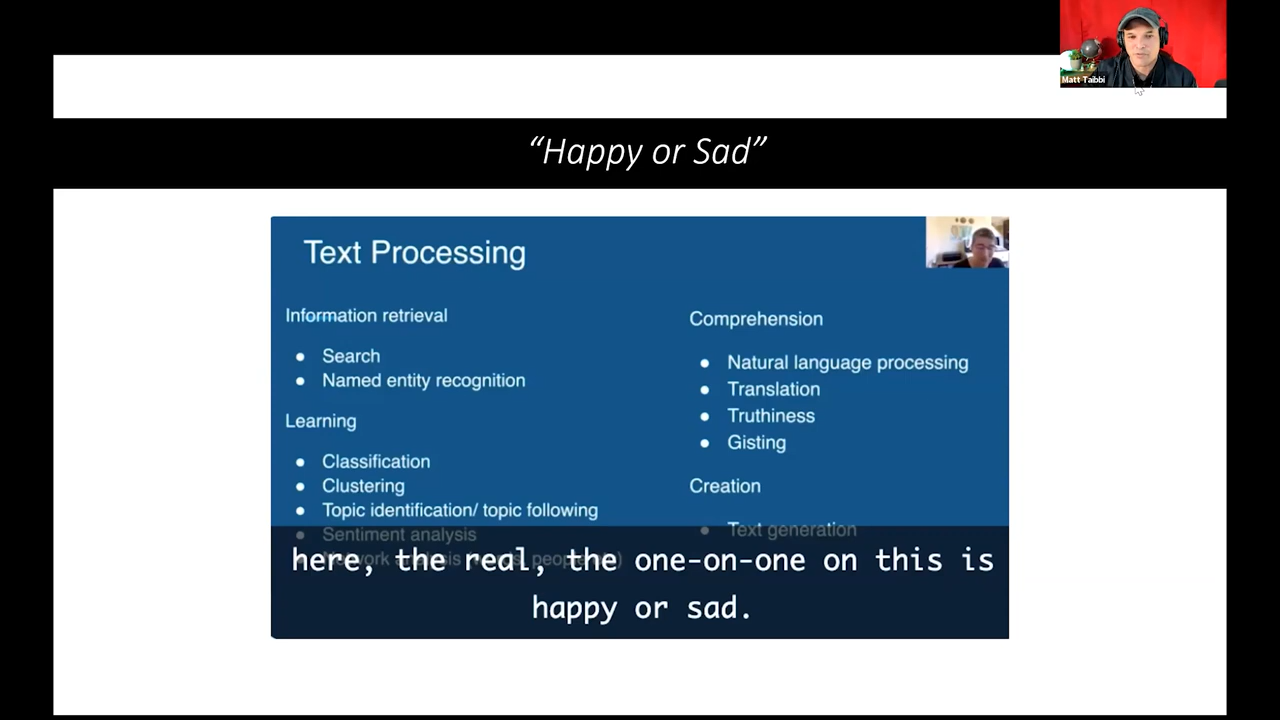 Matt Taibbi
“Happy or Sad”
Text Processing
Information retrieval
Search
Named entity recognition
Learning
Classification
Clustering
Topic identification/ topic following
Sentiment analysis
Comprehension
Natural language processing
Translation
Truthiness
Gisting
Creation
Text generation
here, the real, the one-on-one on this is
happy or sad.